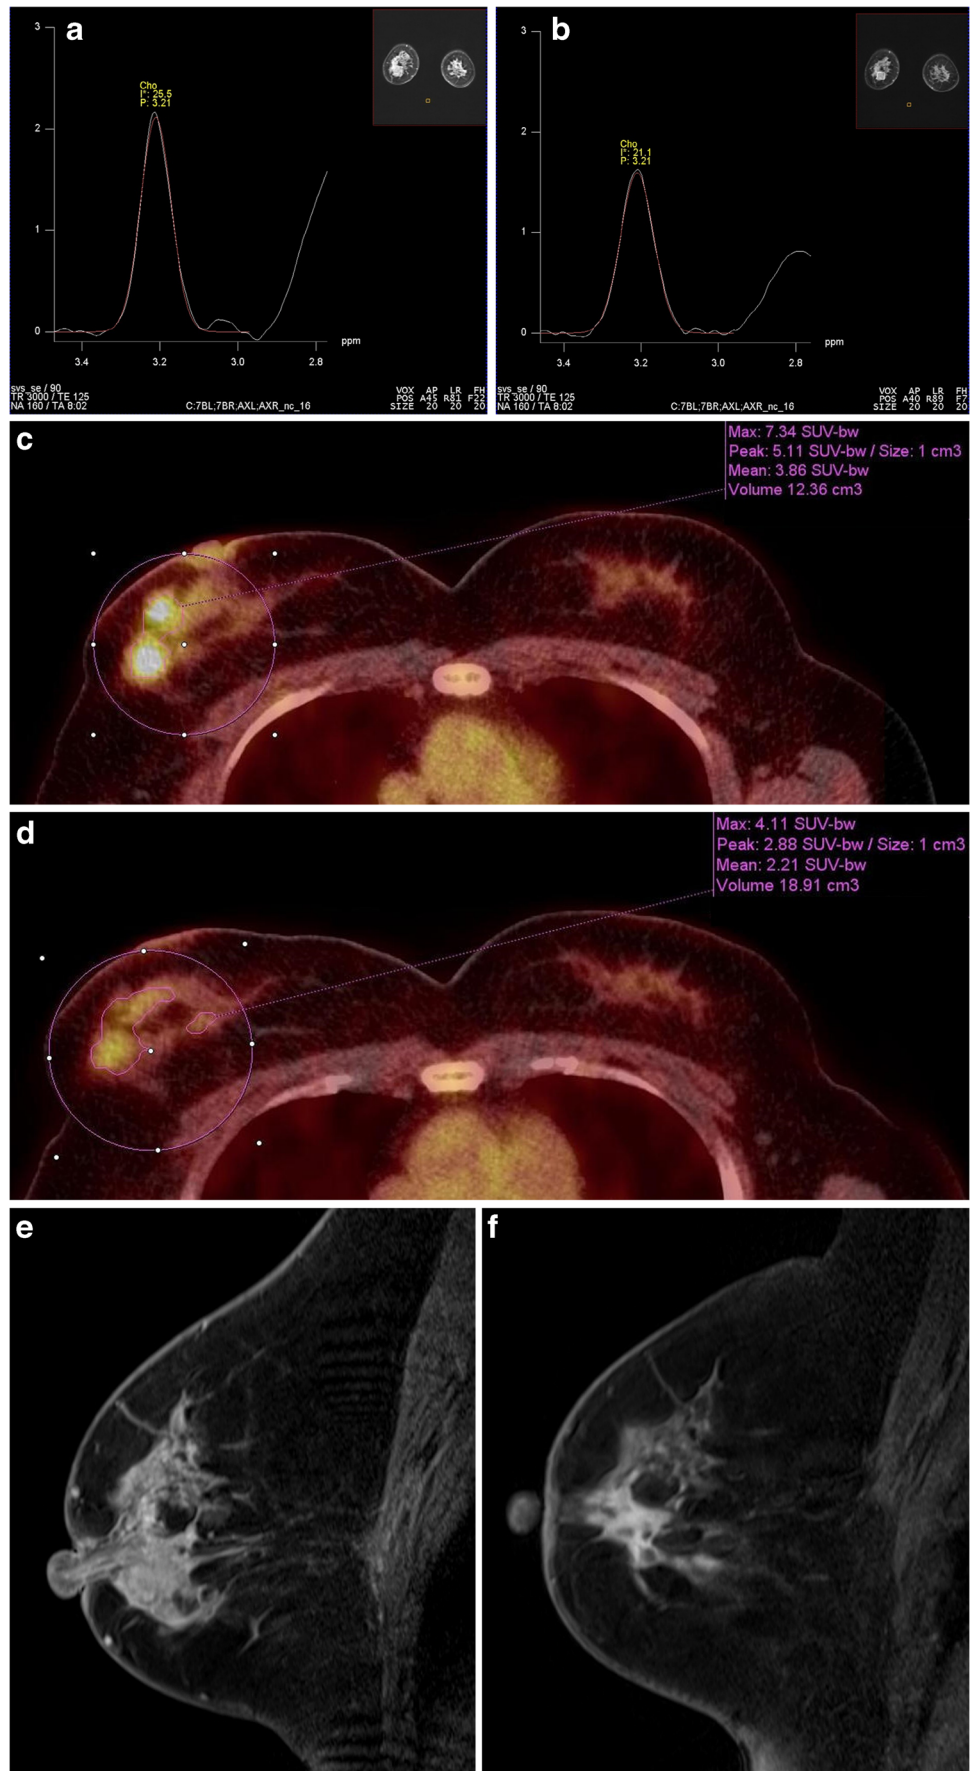 a
3
2
1
0
Cho
I*: 25.5
P: 3.21
3.4
3.2
3.0
2.8
ppm
svs_se / 90
TR 3000 / TE 125
NA 160 / TA 8:02
C:7BL;7BR;AXL;AXR_nc_16
VOX AP LR FH
POS A45 R81 F22
SIZE 20 20 20
b
3
2
1
0
Cho
I*: 21.1
P: 3.21
3.4
3.2
3.0
2.8
ppm
svs_se / 90
TR 3000 / TE 125
NA 160 / TA 8:02
C:7BL;7BR;AXL;AXR_nc_16
VOX AP LR FH
POS A40 R89 F7
SIZE 20 20 20
c
Max: 7.34 SUV-bw
Peak: 5.11 SUV-bw / Size: 1 cm3
Mean: 3.86 SUV-bw
Volume 12.36 cm3
d
Max: 4.11 SUV-bw
Peak: 2.88 SUV-bw / Size: 1 cm3
Mean: 2.21 SUV-bw
Volume 18.91 cm3
e
f